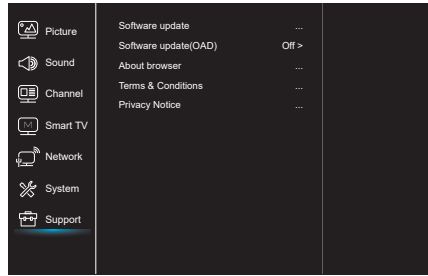 Picture
Sound
Channel
M
Smart TV
Network
System
Support
Software update ...
Software update(OAD) Off >
About browser ...
Terms & Conditions ...
Privacy Notice ...